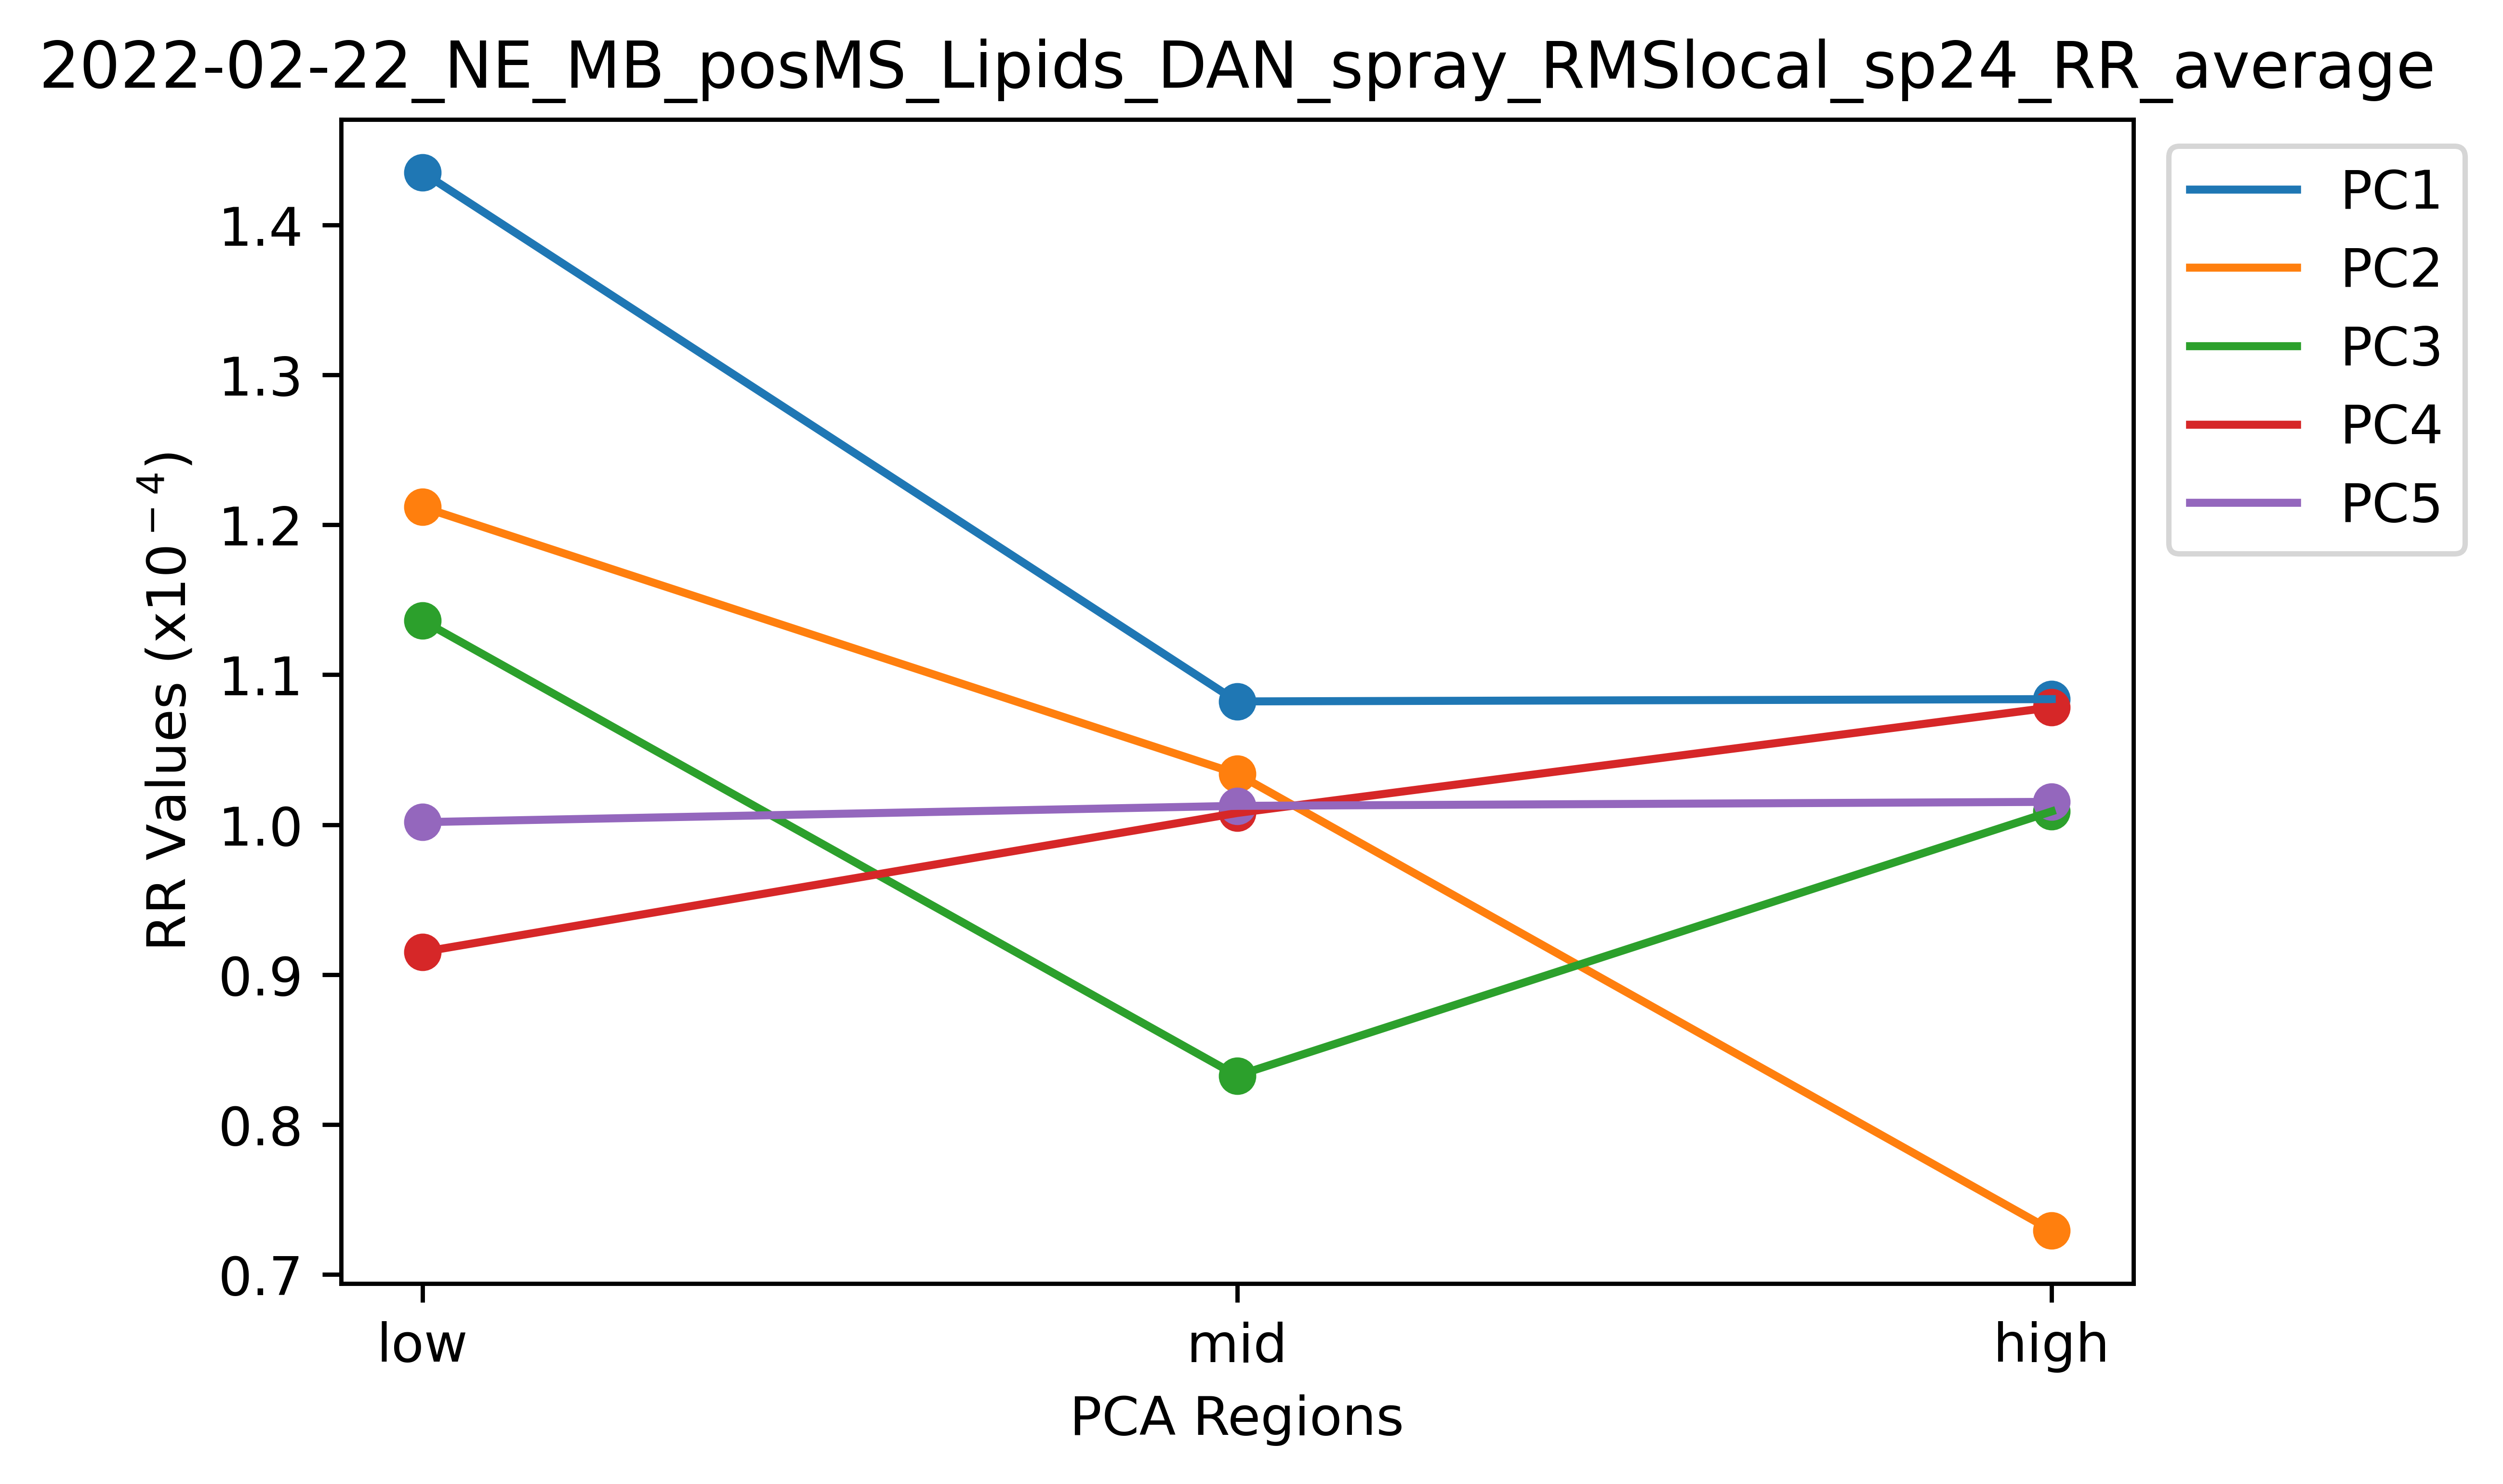 2022-02-22_NE_MB_posMS_Lipids_DAN_spray_RMSlocal_sp24_RR_average
RR Values (x10⁻⁴)
1.4
1.3
1.2
1.1
1.0
0.9
0.8
0.7
low
mid
high
PCA Regions
PC1
PC2
PC3
PC4
PC5